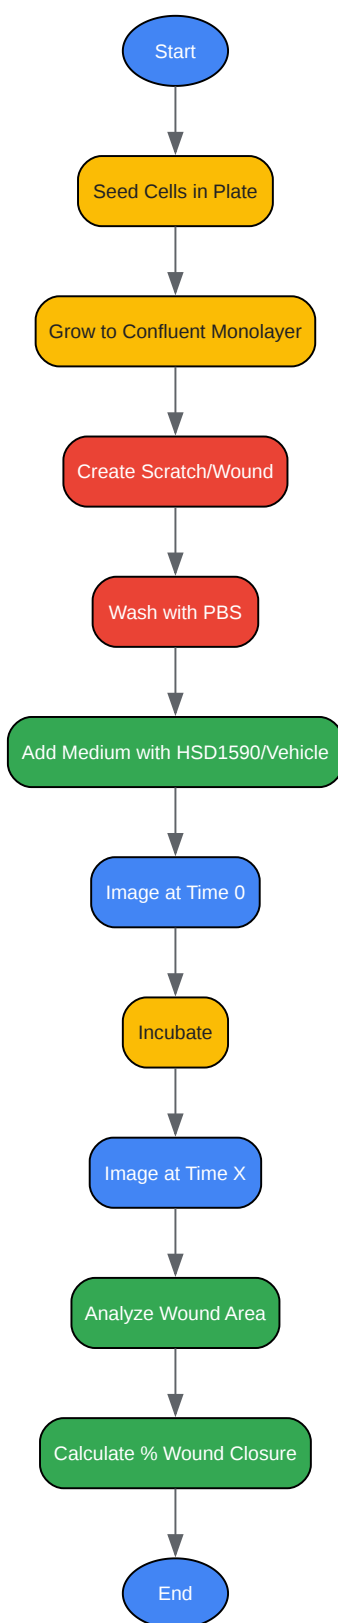 Start
Seed Cells in Plate
Grow to Confluent Monolayer
Create Scratch/Wound
Wash with PBS
Add Medium with HSD1590/Vehicle
Image at Time 0
Incubate
Image at Time X
Analyze Wound Area
Calculate % Wound Closure
End